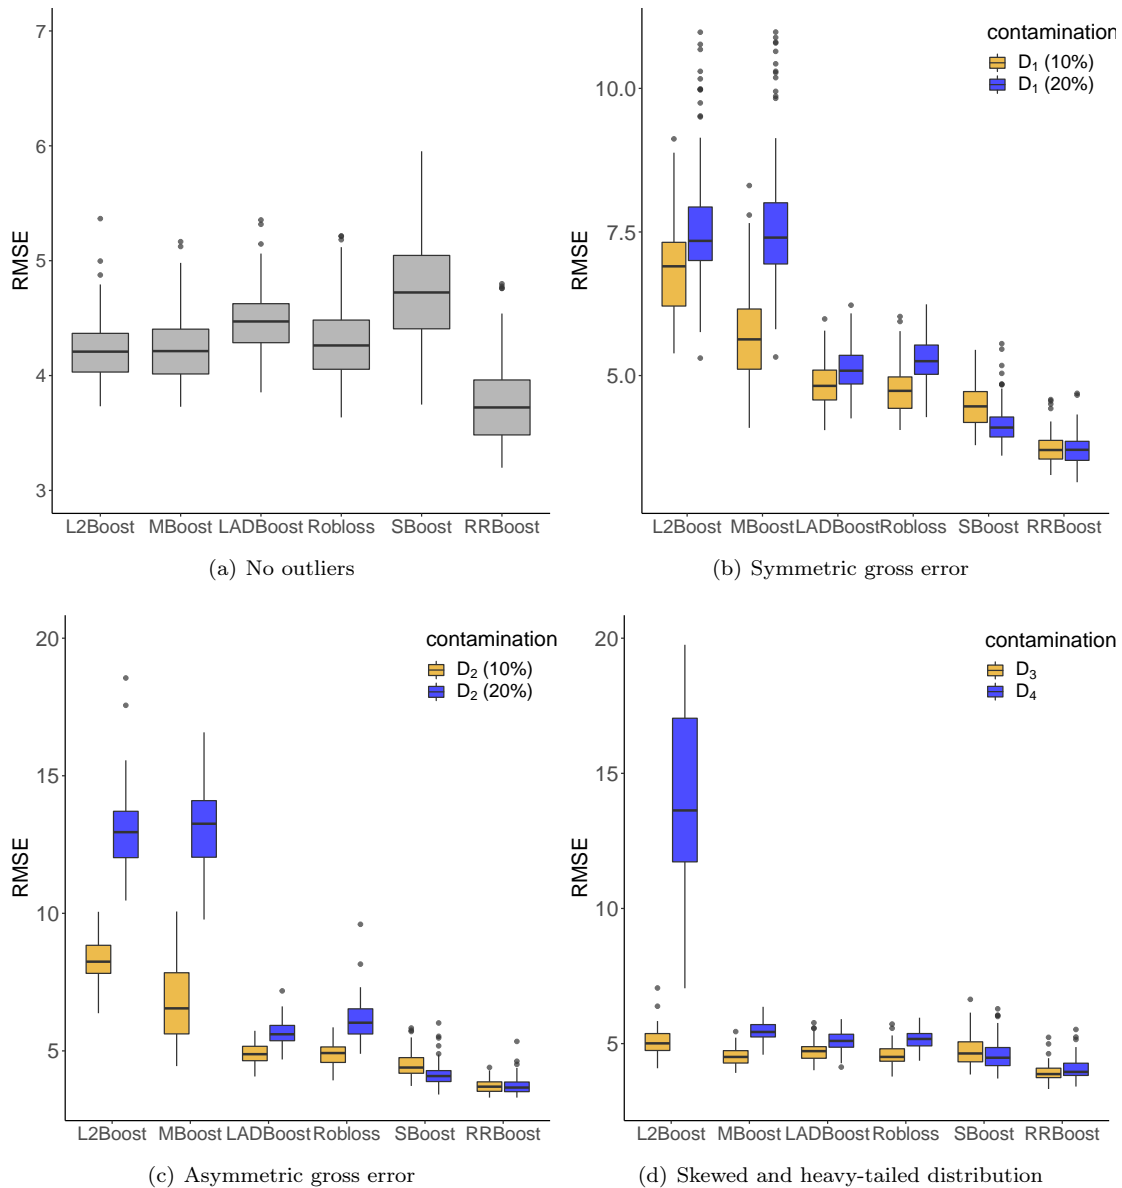 7
6
5
4
3
RMSE
L2Boost MBoost LADBoost Robloss SBoost RRBoost
(a) No outliers
contamination
D1 (10%)
D1 (20%)
10.0
7.5
5.0
RMSE
L2Boost MBoost LADBoost Robloss SBoost RRBoost
(b) Symmetric gross error
contamination
D2 (10%)
D2 (20%)
20
15
10
5
RMSE
L2Boost MBoost LADBoost Robloss SBoost RRBoost
(c) Asymmetric gross error
contamination
D3
D4
20
15
10
5
RMSE
L2Boost MBoost LADBoost Robloss SBoost RRBoost
(d) Skewed and heavy-tailed distribution